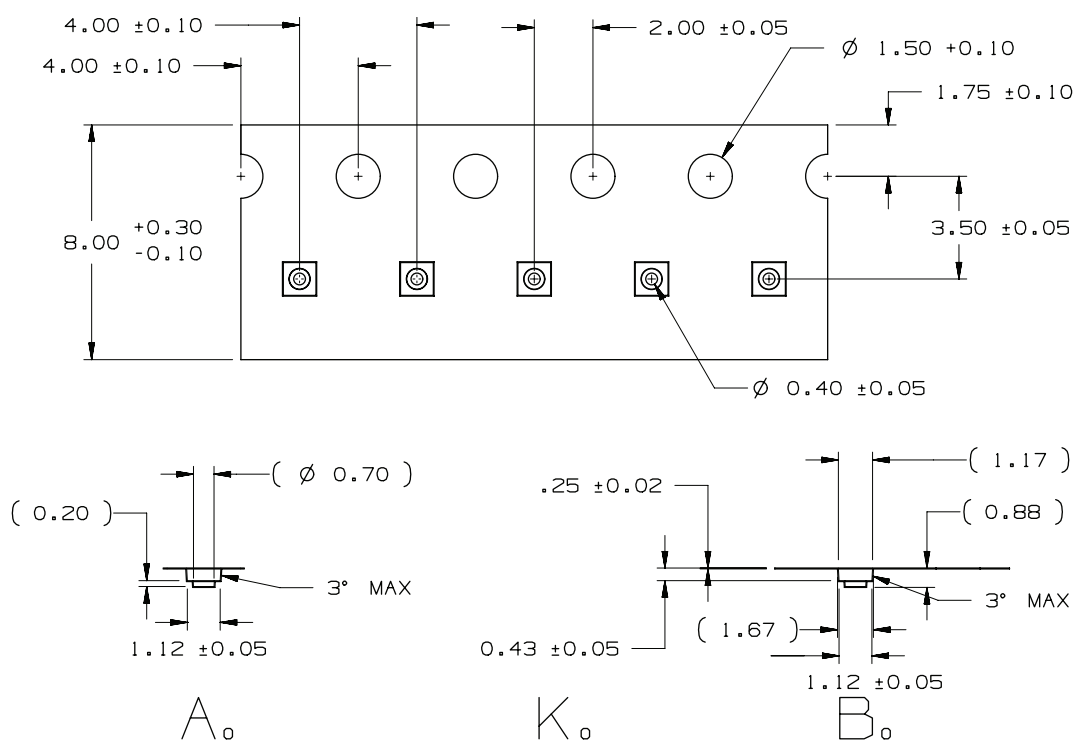 4.00 ±0.10
2.00 ±0.05
Ø 1.50 +0.10
4.00 ±0.10
1.75 ±0.10
8.00 +0.30
-0.10
3.50 ±0.05
Ø 0.40 ±0.05
( Ø 0.70 )
( 1.17 )
.25 ±0.02
( 0.20 )
( 0.88 )
3° MAX
3° MAX
( 1.67 )
1.12 ±0.05
0.43 ±0.05
1.12 ±0.05
A₀
K₀
B₀